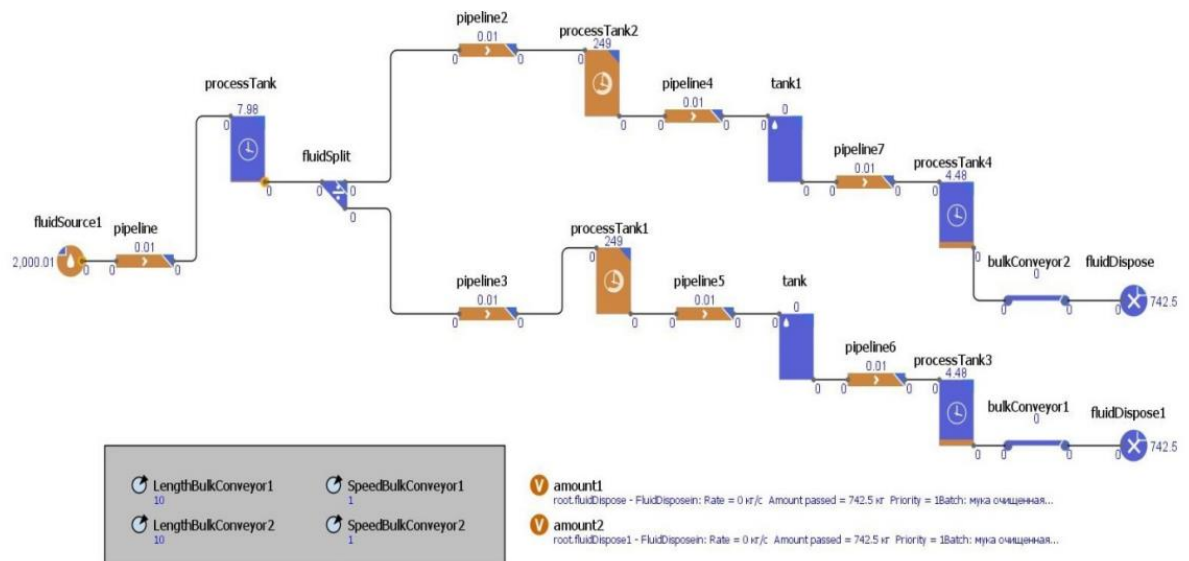 pipeline2
0.01
0 0
processTank2
249
0
0 0
pipeline4
0.01
0 0
tank1
0
0
0
pipeline7
0.01
0 0
processTank4
4.48
0
0
processTank
7.98
0
0
fluidSplit
0 0
0
fluidSource1
2,000.01
0
pipeline
0.01
0 0
bulkConveyor2
0
0 0
fluidDispose
0
742.5
pipeline3
0.01
0 0
processTank1
249
0
0
pipeline5
0.01
0 0
tank
0
0
0
pipeline6
0.01
0 0
processTank3
4.48
0
0
bulkConveyor1
0
0 0
fluidDispose1
0
742.5
LengthBulkConveyor1
10
SpeedBulkConveyor1
1
LengthBulkConveyor2
10
SpeedBulkConveyor2
1
V amount1
root.fluidDispose - FluidDisposein: Rate = 0 кг/с Amount passed = 742.5 кг Priority = 1Batch: мука очищенная...
V amount2
root.fluidDispose1 - FluidDisposein: Rate = 0 кг/с Amount passed = 742.5 кг Priority = 1Batch: мука очищенная...